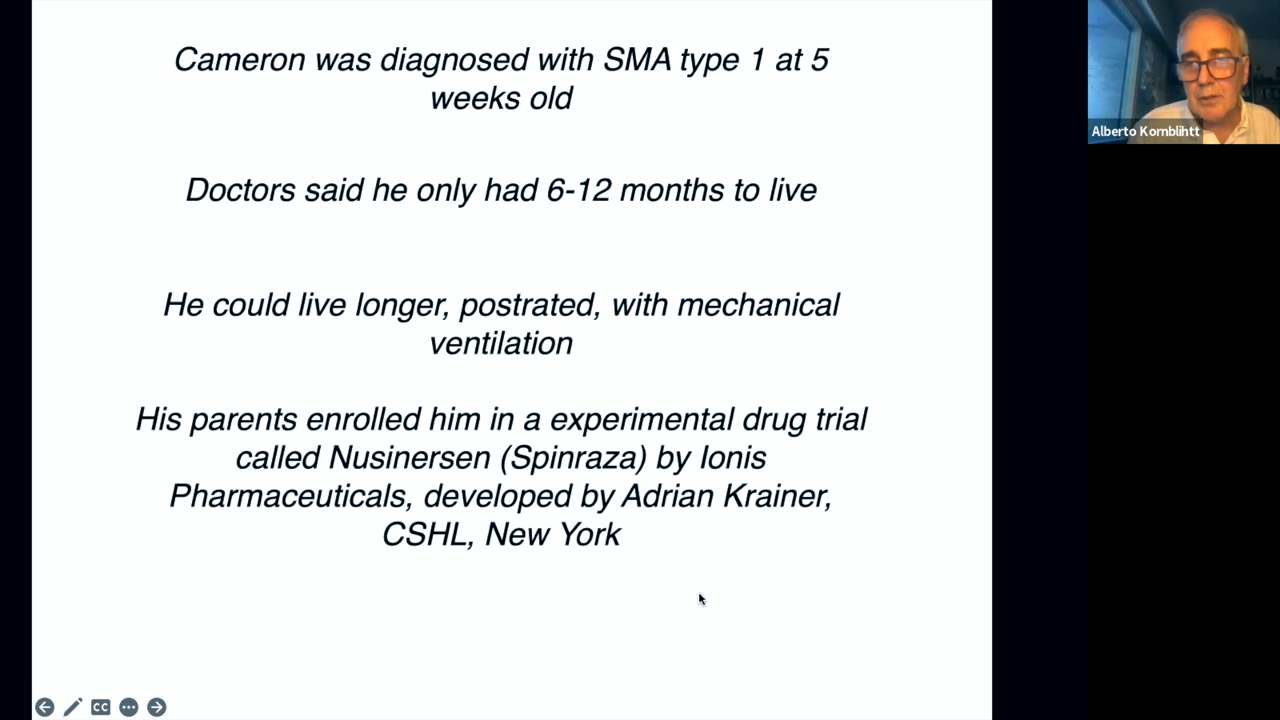 Cameron was diagnosed with SMA type 1 at 5
weeks old
Doctors said he only had 6-12 months to live
He could live longer, postrated, with mechanical
ventilation
His parents enrolled him in a experimental drug trial
called Nusinersen (Spinraza) by Ionis
Pharmaceuticals, developed by Adrian Krainer,
CSHL, New York
Alberto Kornblihtt
CC